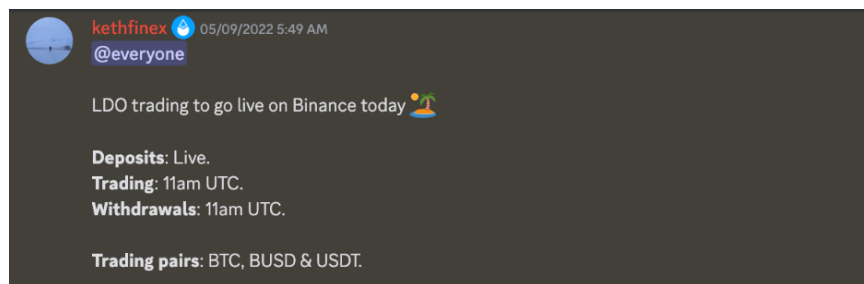 kethfinex 05/09/2022 5:49 AM
@everyone
LDO trading to go live on Binance today 🏝️
Deposits: Live.
Trading: 11am UTC.
Withdrawals: 11am UTC.
Trading pairs: BTC, BUSD & USDT.